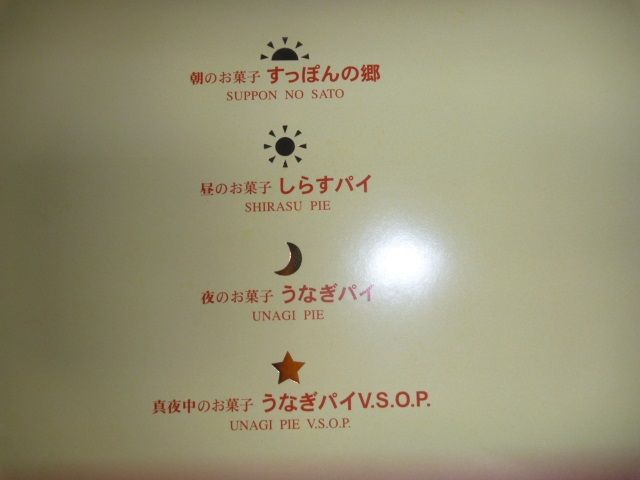 朝のお菓子 すっぽんの郷
SUPPON NO SATO
昼のお菓子 しらすパイ
SHIRASU PIE
夜のお菓子 うなぎパイ
UNAGI PIE
真夜中のお菓子 うなぎパイV.S.O.P.
UNAGI PIE V.S.O.P.